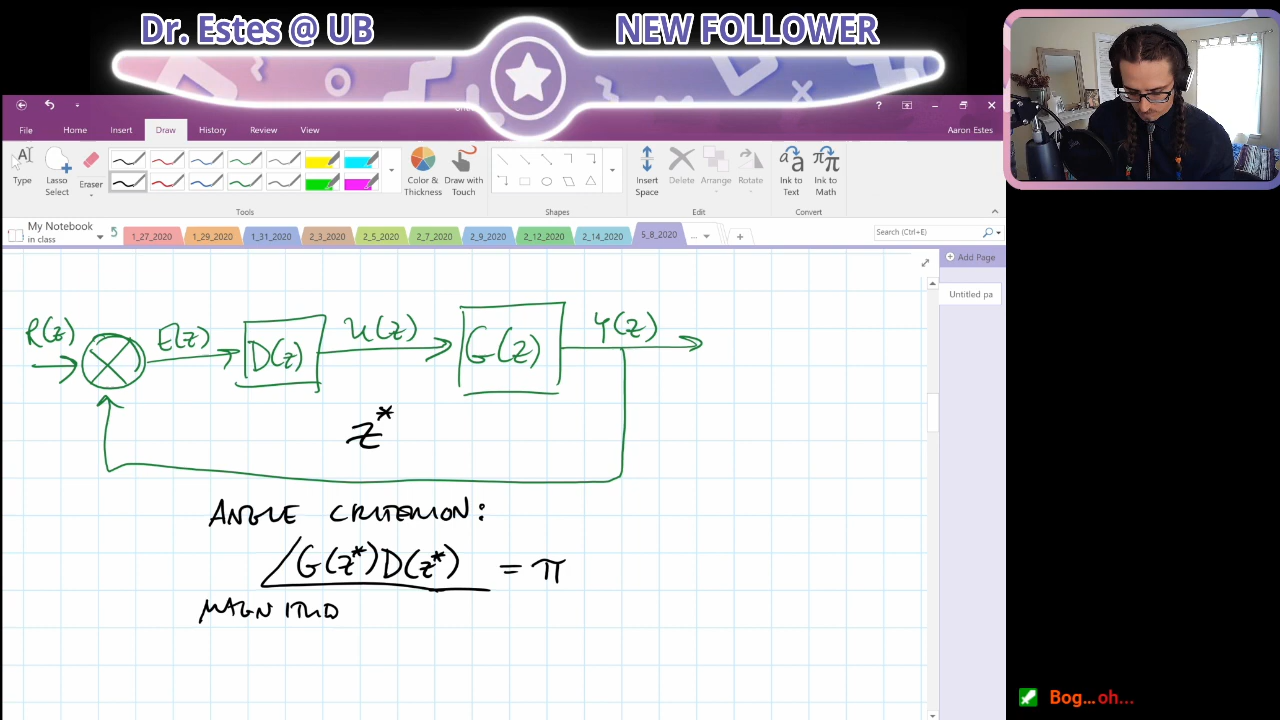 Dr. Estes @ UB
NEW FOLLOWER
Aaron Estes
File Home Insert Draw History Review View
Type
Lasso Select
Eraser
Color & Thickness
Draw with Touch
Insert Space
Delete
Arrange
Rotate
Ink to Text
Ink to Math
Tools
Shapes
Edit
Convert
My Notebook
in class
1_27_2020 1_29_2020 1_31_2020 2_3_2020 2_5_2020 2_7_2020 2_9_2020 2_12_2020 2_14_2020 5_8_2020 ...
Search (Ctrl+E)
Add Page
Untitled pa
R(z) E(z) D(z) U(z) G(z) Y(z)
z*
ANGLE CRITERION:
∠G(z*)D(z*) = π
MAGNITUD
Bog...oh...